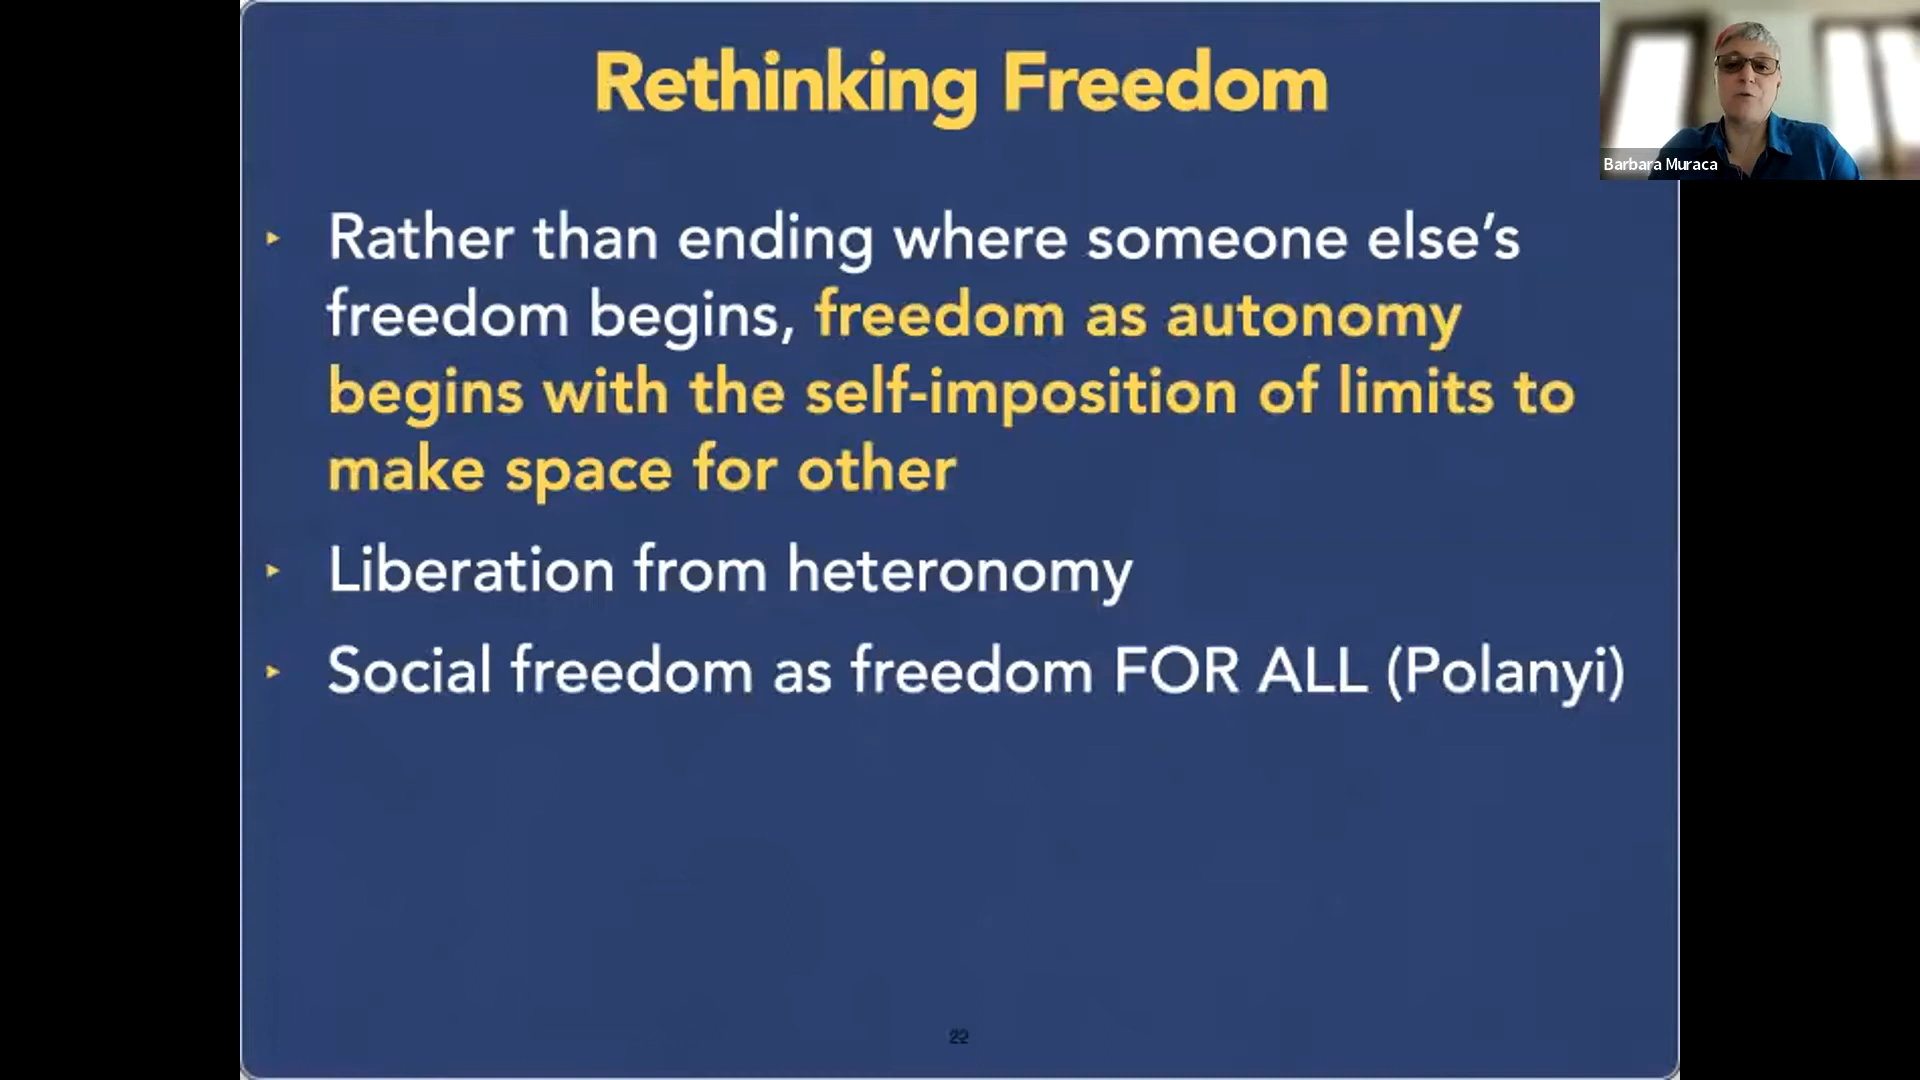 Rethinking Freedom
Barbara Muraca
▸ Rather than ending where someone else’s
freedom begins, freedom as autonomy
begins with the self-imposition of limits to
make space for other
▸ Liberation from heteronomy
▸ Social freedom as freedom FOR ALL (Polanyi)
22